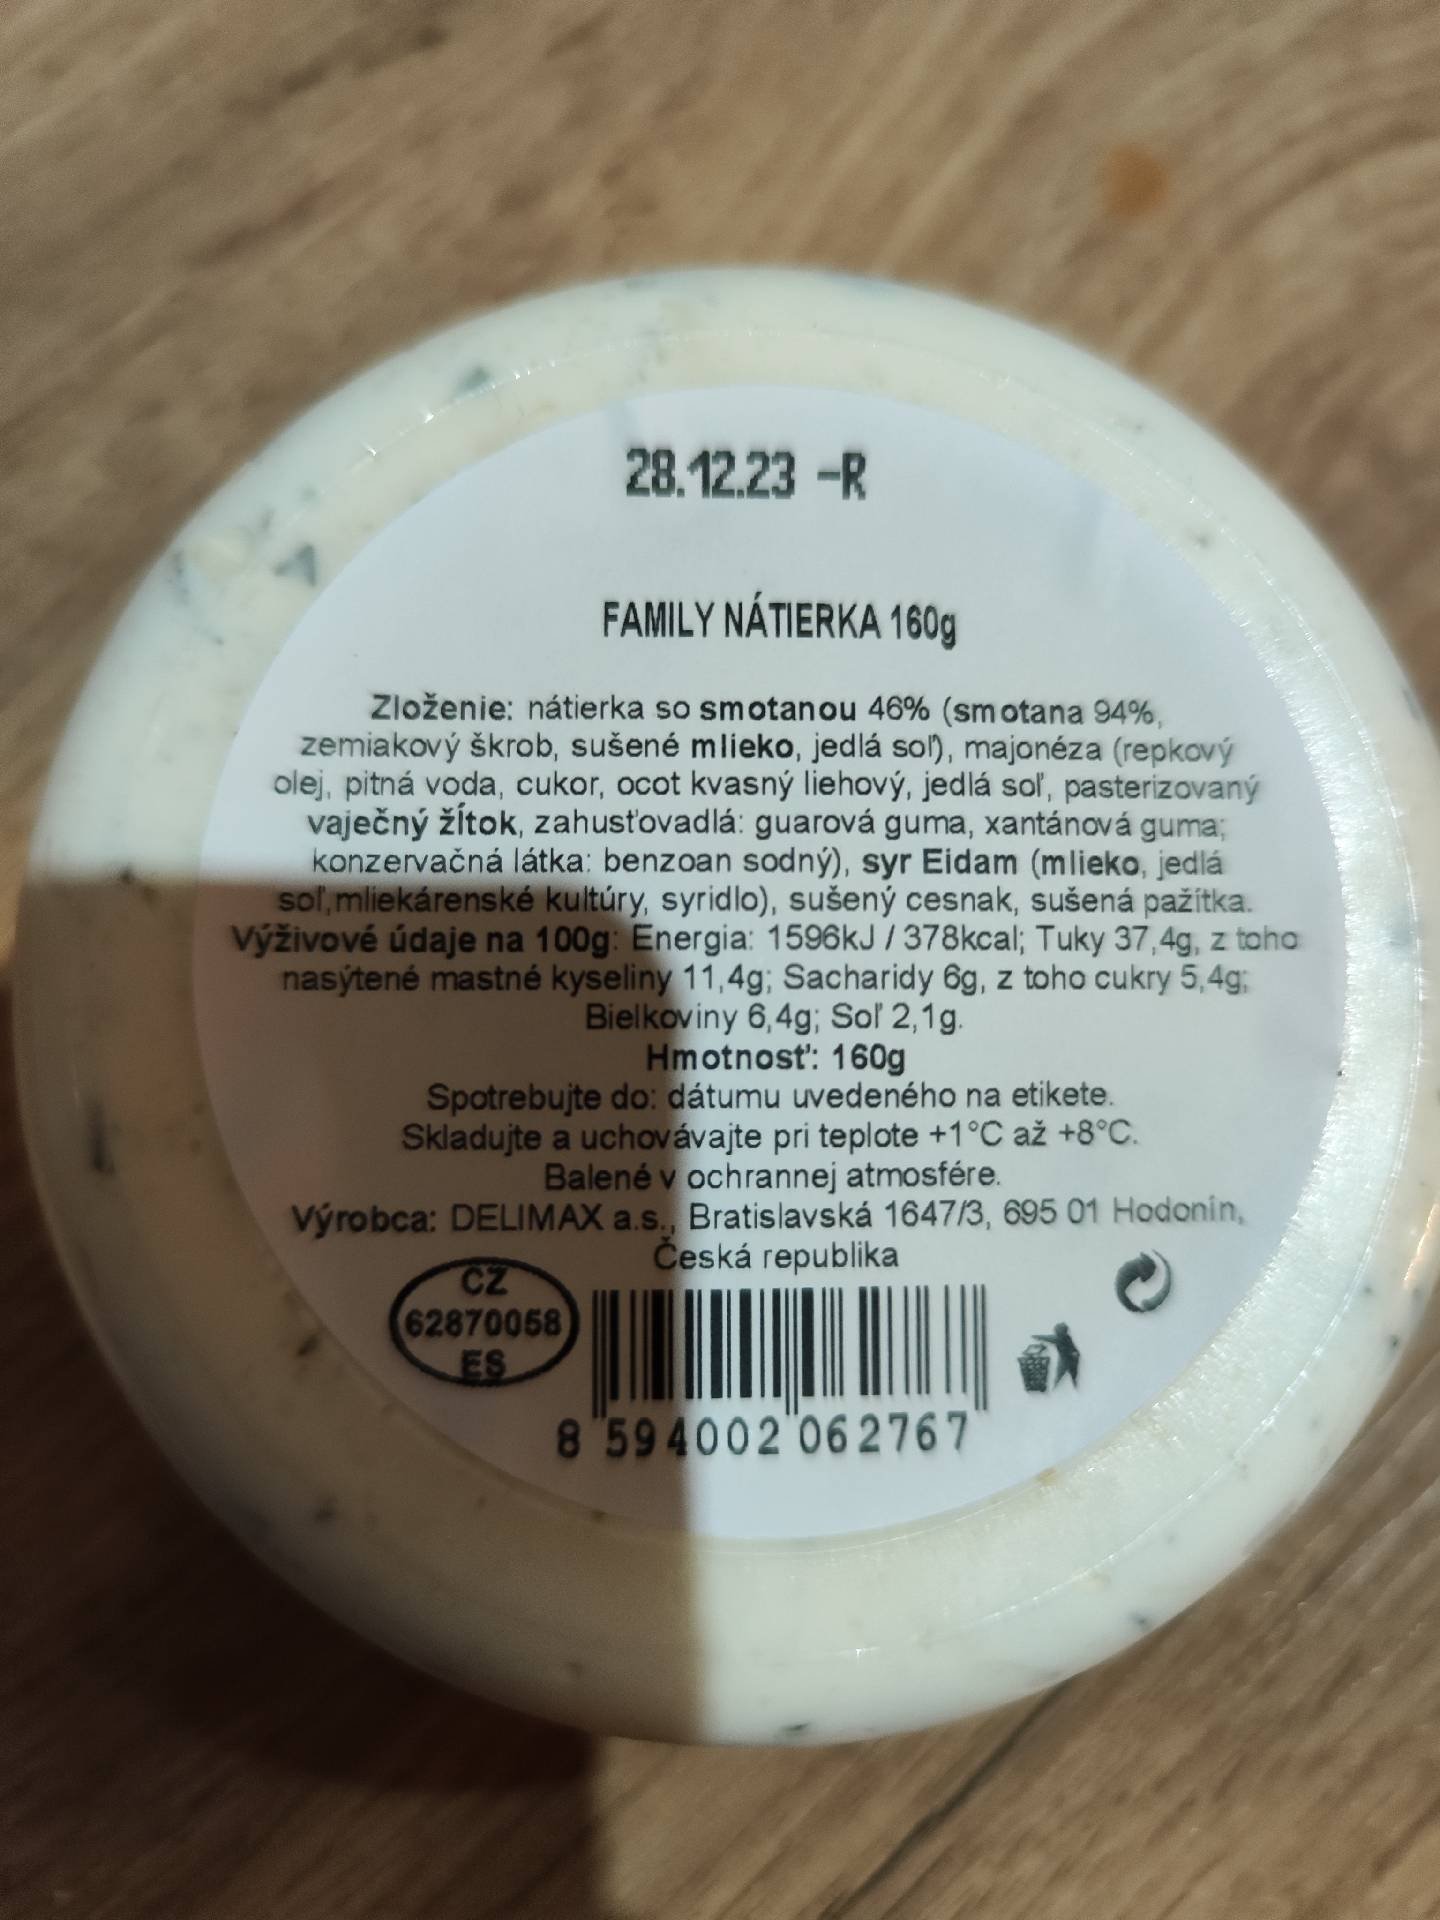 28.12.23 -R
FAMILY NÁTIERKA 160g
Zloženie: nátierka so smotanou 46% (smotana 94%,
zemiakový škrob, sušené mlieko, jedlá soľ), majonéza (repkový
olej, pitná voda, cukor, ocot kvasný liehový, jedlá soľ, pasterizovaný
vaječný žĺtok, zahusťovadlá: guarová guma, xantánová guma;
konzervačná látka: benzoan sodný), syr Eidam (mlieko, jedlá
soľ,mliekárenské kultúry, syridlo), sušený cesnak, sušená pažítka.
Výživové údaje na 100g: Energia: 1596kJ / 378kcal; Tuky 37,4g, z toho
nasýtené mastné kyseliny 11,4g; Sacharidy 6g, z toho cukry 5,4g;
Bielkoviny 6,4g; Soľ 2,1g.
Hmotnosť: 160g
Spotrebujte do: dátumu uvedeného na etikete.
Skladujte a uchovávajte pri teplote +1°C až +8°C.
Balené v ochrannej atmosfére.
Výrobca: DELIMAX a.s., Bratislavská 1647/3, 695 01 Hodonín,
Česká republika
CZ
62870058
ES
8 594002 062767